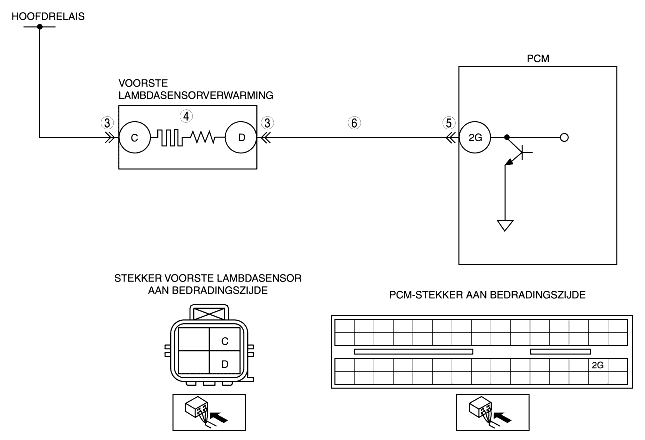 HOOFDRELAIS
PCM
VOORSTE
LAMBDASENSORVERWARMING
3
4
3
6
5
C
D
2G
STEKKER VOORSTE LAMBDASENSOR
AAN BEDRADINGSZIJDE
PCM-STEKKER AAN BEDRADINGSZIJDE
C
D
2G